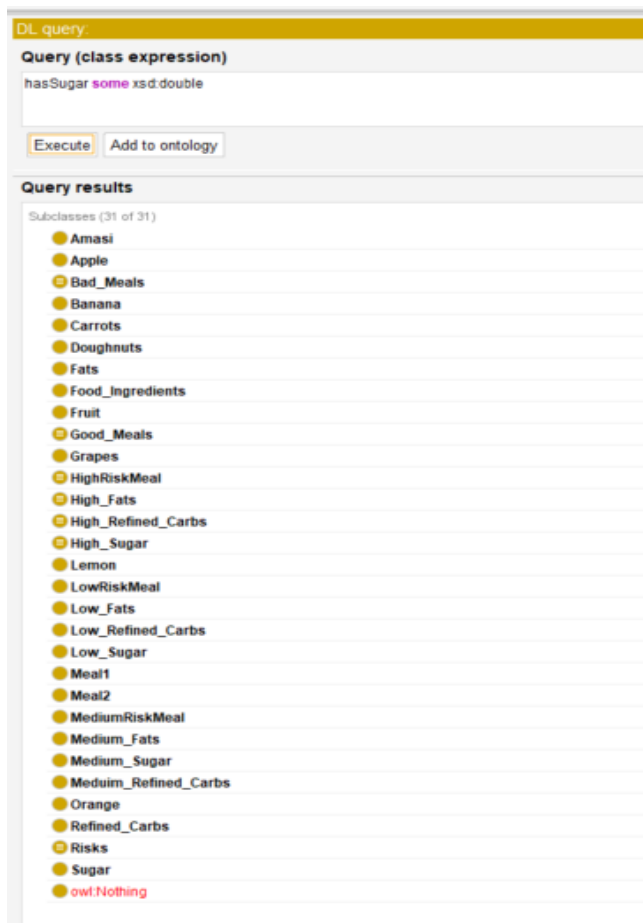 DL query:
Query (class expression)
hasSugar some xsd:double
Execute Add to ontology
Query results
Subclasses (31 of 31)
Amasi
Apple
Bad_Meals
Banana
Carrots
Doughnuts
Fats
Food_Ingredients
Fruit
Good_Meals
Grapes
HighRiskMeal
High_Fats
High_Refined_Carbs
High_Sugar
Lemon
LowRiskMeal
Low_Fats
Low_Refined_Carbs
Low_Sugar
Meal1
Meal2
MediumRiskMeal
Medium_Fats
Medium_Sugar
Meduim_Refined_Carbs
Orange
Refined_Carbs
Risks
Sugar
owl:Nothing